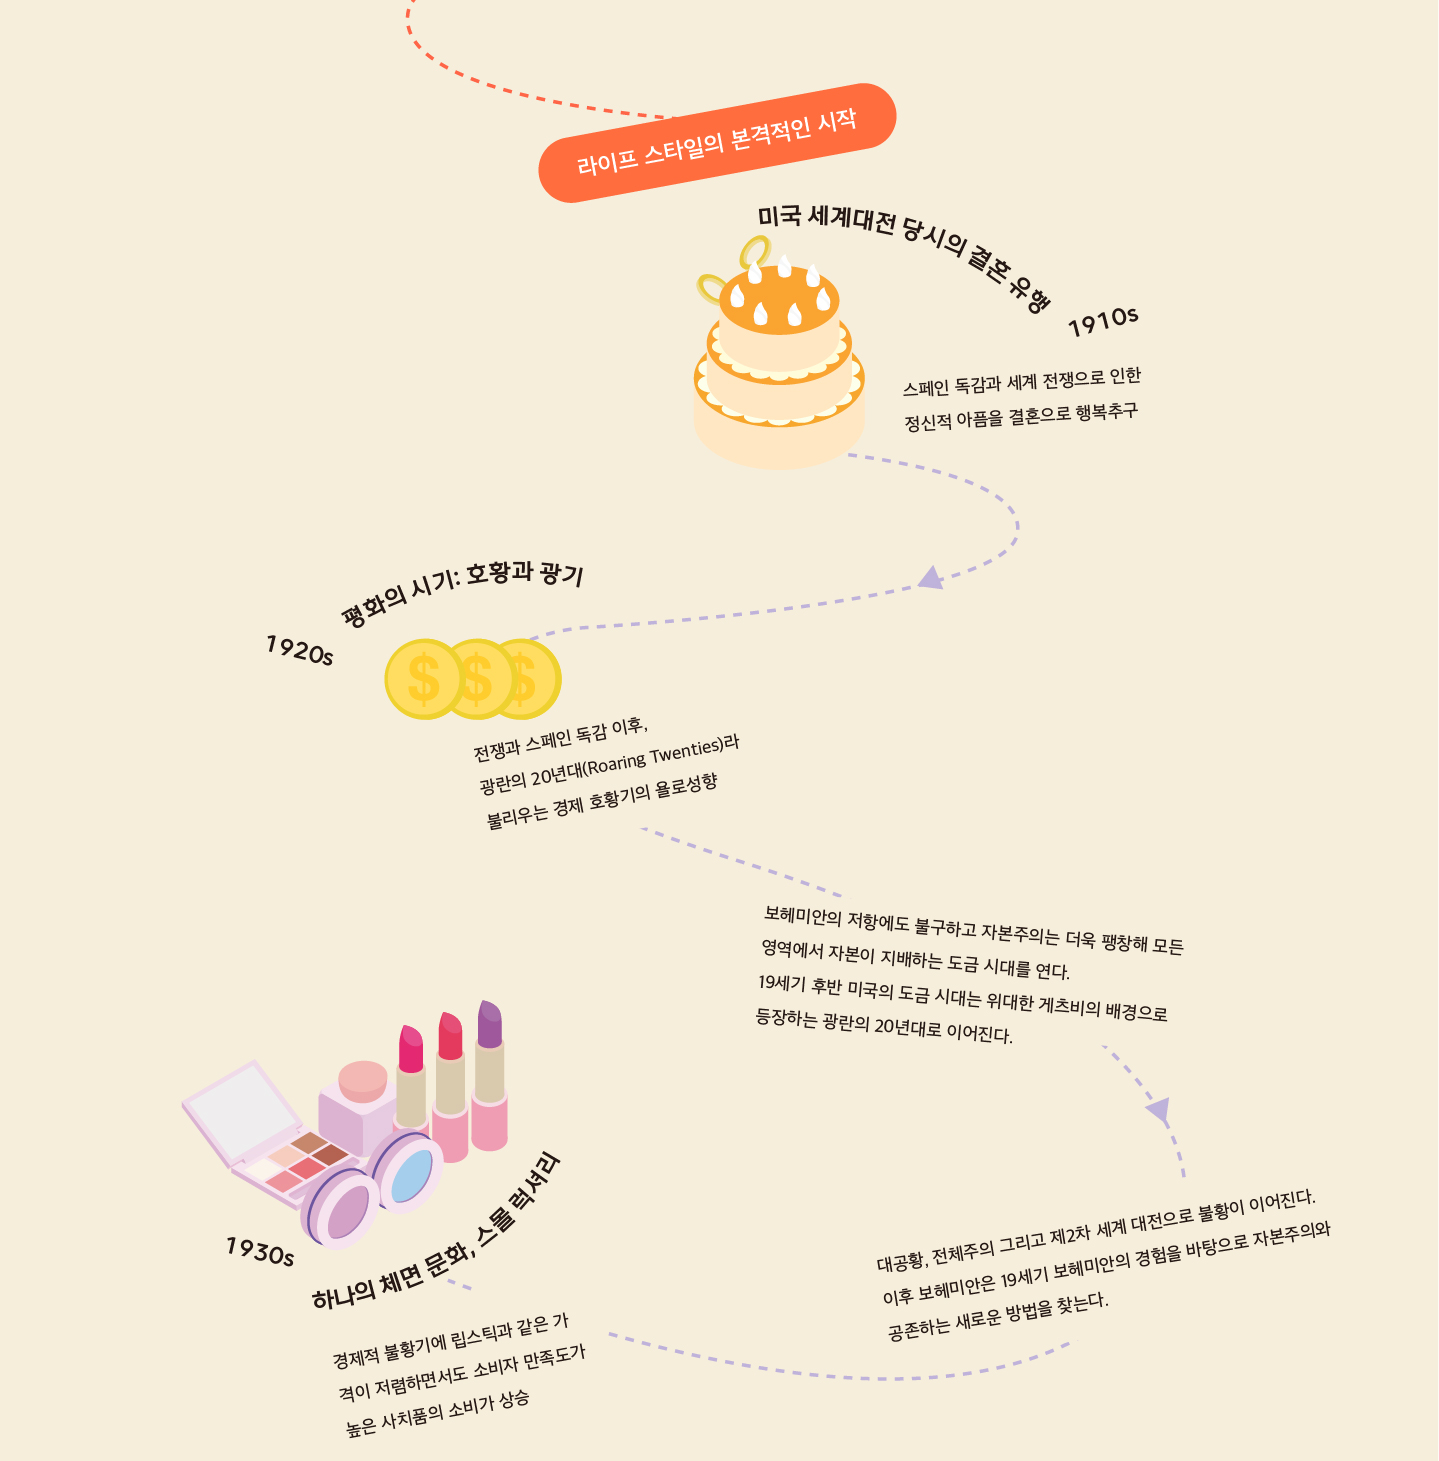 라이프 스타일의 본격적인 시작
미국 세계대전 당시의 결혼 유행
1910s
스페인 독감과 세계 전쟁으로 인한
정신적 아픔을 결혼으로 행복추구
평화의 시기: 호황과 광기
1920s
$ $ $
전쟁과 스페인 독감 이후,
광란의 20년대(Roaring Twenties)라
불리우는 경제 호황기의 욜로성향
보헤미안의 저항에도 불구하고 자본주의는 더욱 팽창해 모든
영역에서 자본이 지배하는 도금 시대를 연다.
19세기 후반 미국의 도금 시대는 위대한 게츠비의 배경으로
등장하는 광란의 20년대로 이어진다.
대공황, 전체주의 그리고 제2차 세계 대전으로 불황이 이어진다.
이후 보헤미안은 19세기 보헤미안의 경험을 바탕으로 자본주의와
공존하는 새로운 방법을 찾는다.
1930s
하나의 체면 문화, 스몰 럭셔리
경제적 불황기에 립스틱과 같은 가
격이 저렴하면서도 소비자 만족도가
높은 사치품의 소비가 상승